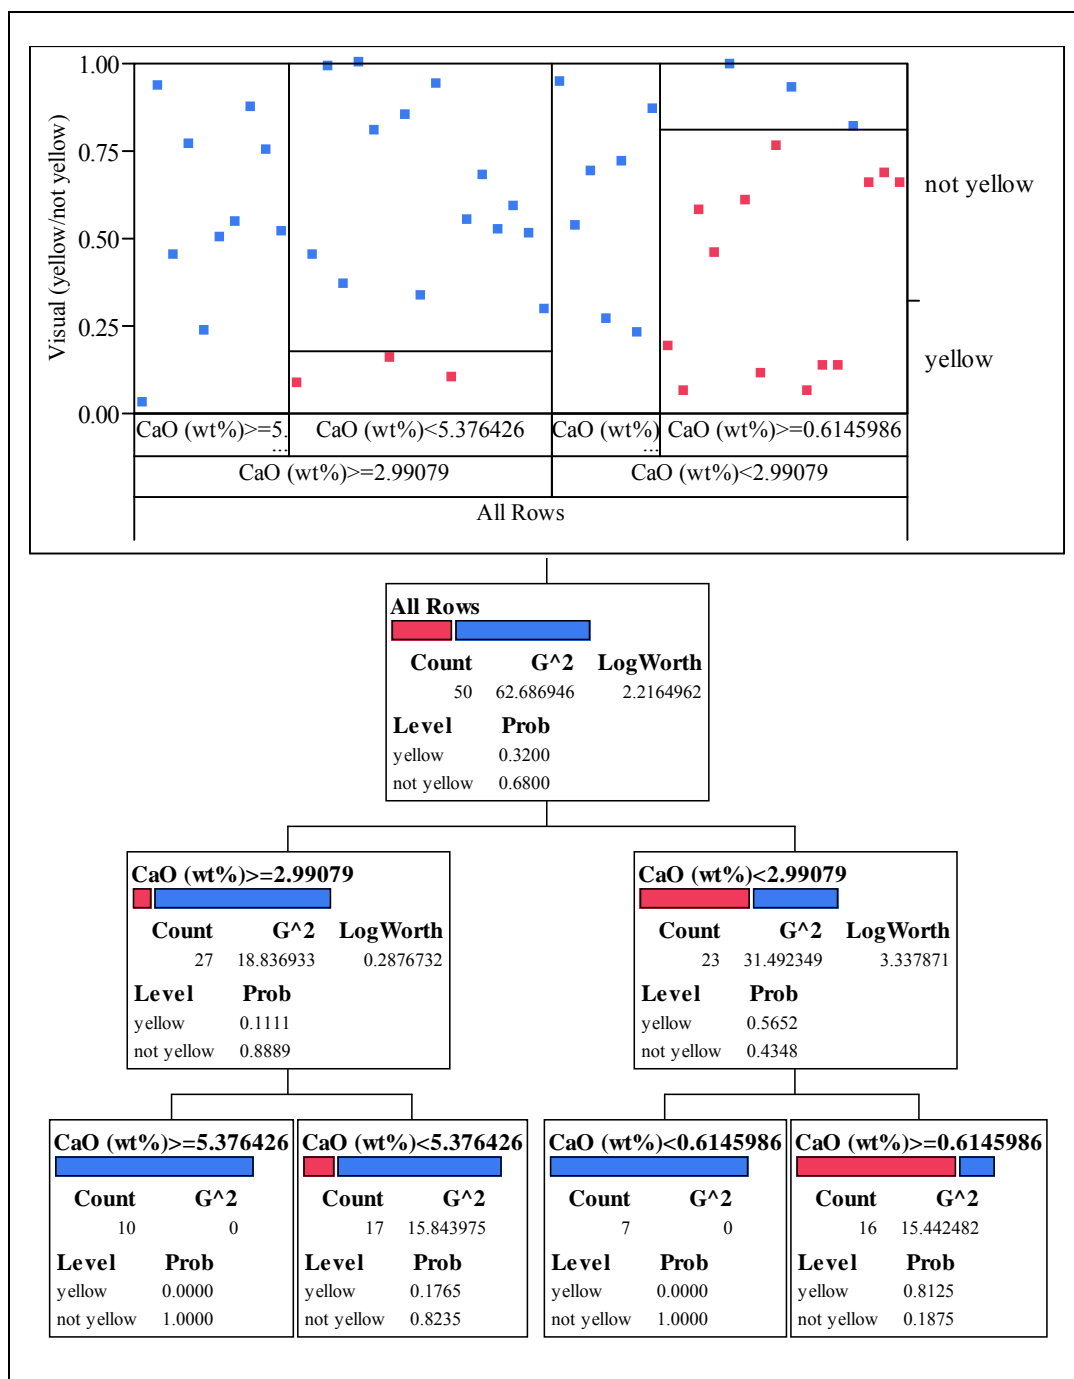 Visual (yellow/not yellow)
1.00
0.75
0.50
0.25
0.00
not yellow
yellow
CaO (wt%)>=5. ...
CaO (wt%)<5.376426
CaO (wt%) ...
CaO (wt%)>=0.6145986
CaO (wt%)>=2.99079
CaO (wt%)<2.99079
All Rows
All Rows
Count G^2 LogWorth
50 62.686946 2.2164962
Level Prob
yellow 0.3200
not yellow 0.6800
CaO (wt%)>=2.99079
Count G^2 LogWorth
27 18.836933 0.2876732
Level Prob
yellow 0.1111
not yellow 0.8889
CaO (wt%)<2.99079
Count G^2 LogWorth
23 31.492349 3.337871
Level Prob
yellow 0.5652
not yellow 0.4348
CaO (wt%)>=5.376426
Count G^2
10 0
Level Prob
yellow 0.0000
not yellow 1.0000
CaO (wt%)<5.376426
Count G^2
17 15.843975
Level Prob
yellow 0.1765
not yellow 0.8235
CaO (wt%)<0.6145986
Count G^2
7 0
Level Prob
yellow 0.0000
not yellow 1.0000
CaO (wt%)>=0.6145986
Count G^2
16 15.442482
Level Prob
yellow 0.8125
not yellow 0.1875